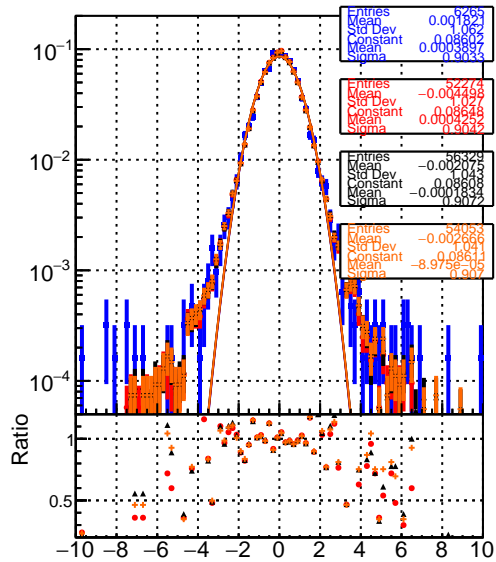 Entries 6265
Mean 0.001821
Std Dev 1.062
Constant 0.08602
Mean 0.0003897
Sigma 0.9033
Entries 52274
Mean −0.004498
Std Dev 1.027
Constant 0.08648
Mean 0.0004252
Sigma 0.9042
Entries 56329
Mean −0.002075
Std Dev 1.043
Constant 0.08608
Mean −0.0001834
Sigma 0.9072
Entries 54053
Mean −0.002666
Std Dev 1.041
Constant 0.08611
Mean −8.975e−05
Sigma 0.907
10−1
10−2
10−3
10−4
Ratio
1
0.5
−10 −8 −6 −4 −2 0 2 4 6 8 10